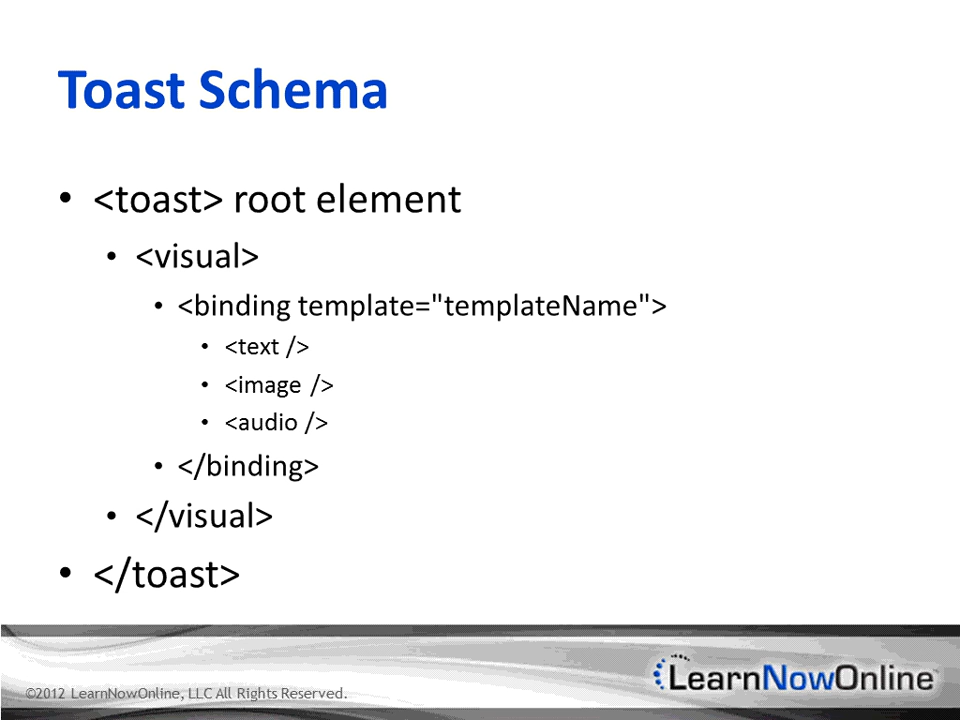 Toast Schema
• <toast> root element
• <visual>
• <binding template="templateName">
• <text />
• <image />
• <audio />
• </binding>
• </visual>
• </toast>
©2012 LearnNowOnline, LLC All Rights Reserved.
LearnNowOnline